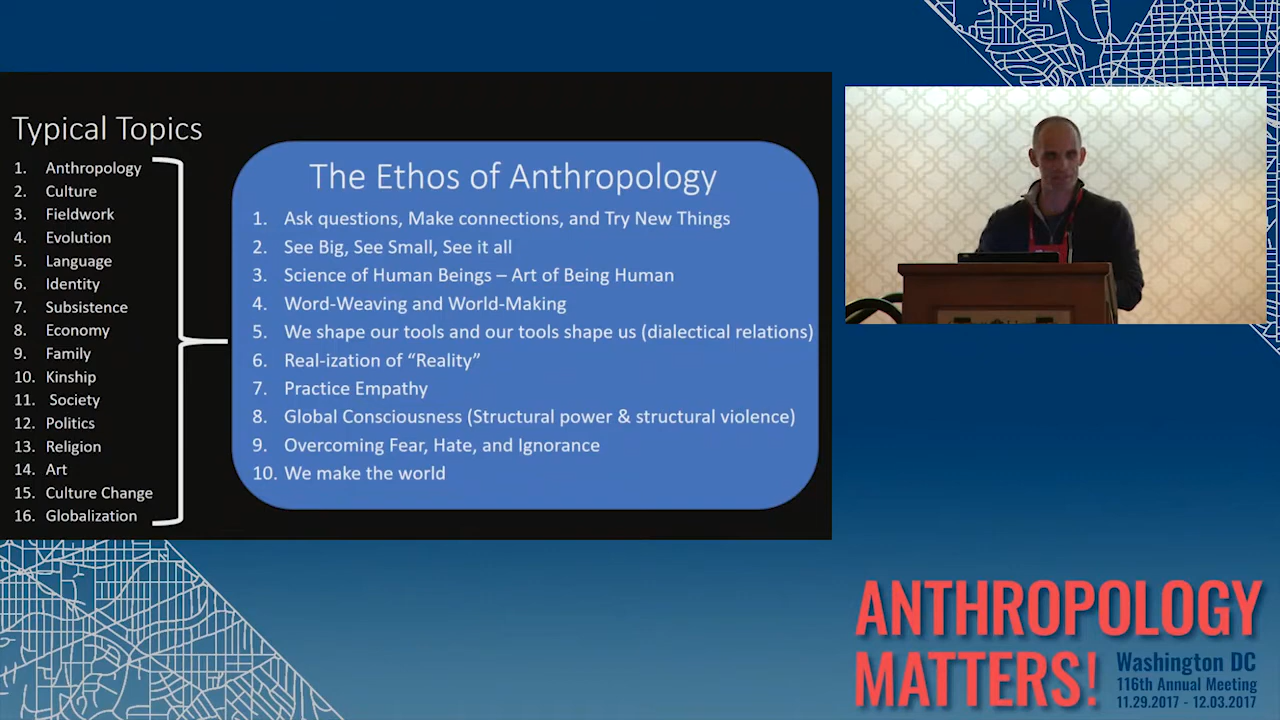 Typical Topics
1. Anthropology
2. Culture
3. Fieldwork
4. Evolution
5. Language
6. Identity
7. Subsistence
8. Economy
9. Family
10. Kinship
11. Society
12. Politics
13. Religion
14. Art
15. Culture Change
16. Globalization
The Ethos of Anthropology
1. Ask questions, Make connections, and Try New Things
2. See Big, See Small, See it all
3. Science of Human Beings – Art of Being Human
4. Word-Weaving and World-Making
5. We shape our tools and our tools shape us (dialectical relations)
6. Real-ization of “Reality”
7. Practice Empathy
8. Global Consciousness (Structural power & structural violence)
9. Overcoming Fear, Hate, and Ignorance
10. We make the world
ANTHROPOLOGY
MATTERS!
Washington DC
116th Annual Meeting
11.29.2017 - 12.03.2017